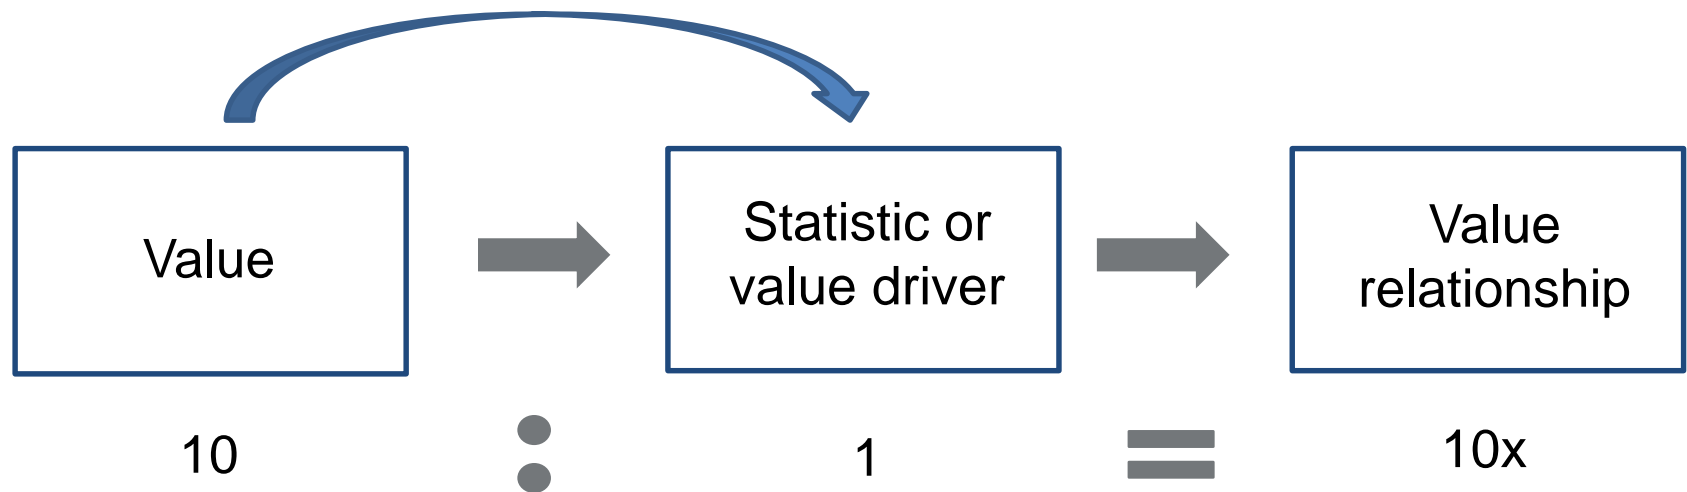 Value
Statistic or
value driver
Value
relationship
10 : 1 = 10x